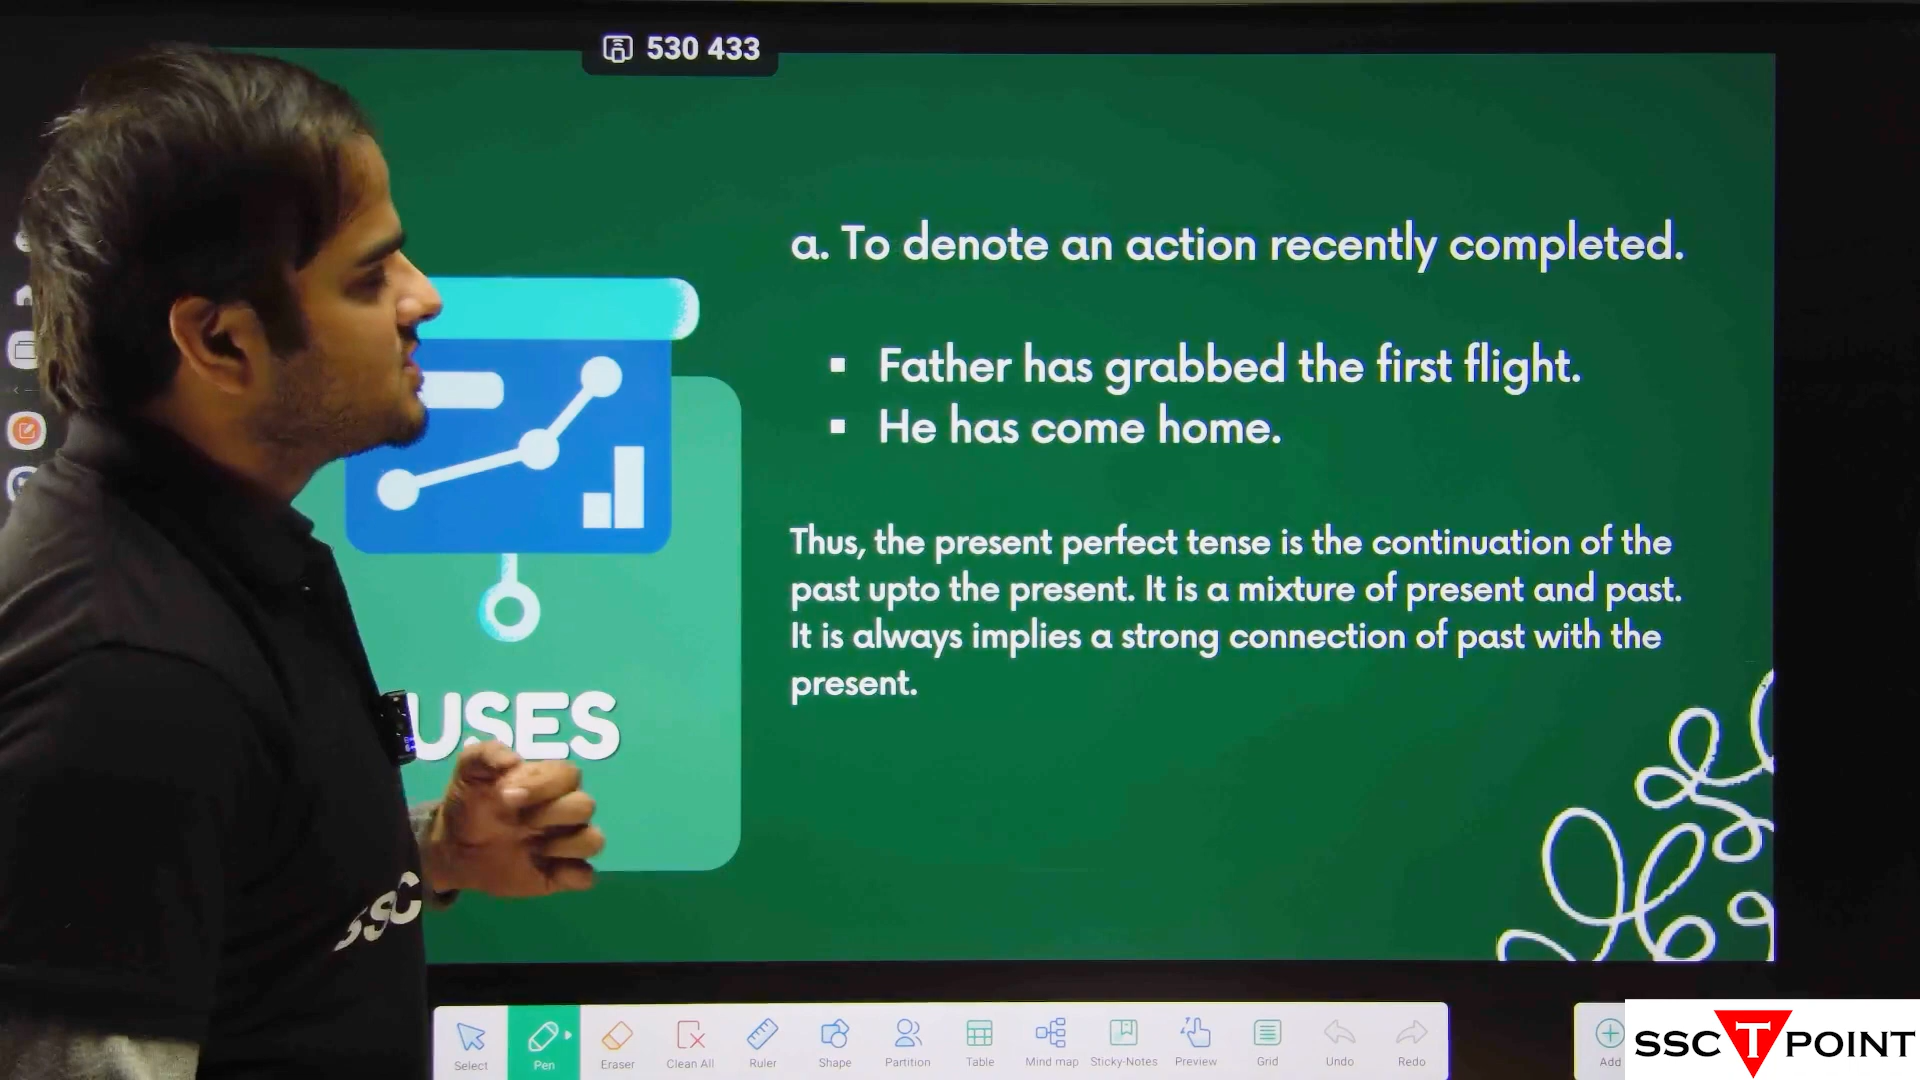 530 433
a. To denote an action recently completed.
▪ Father has grabbed the first flight.
▪ He has come home.
Thus, the present perfect tense is the continuation of the
past upto the present. It is a mixture of present and past.
It is always implies a strong connection of past with the
present.
USES
SSC
Select
Pen
Eraser
Clean All
Ruler
Shape
Partition
Table
Mind map
Sticky-Notes
Preview
Grid
Undo
Redo
Add
SSC T POINT